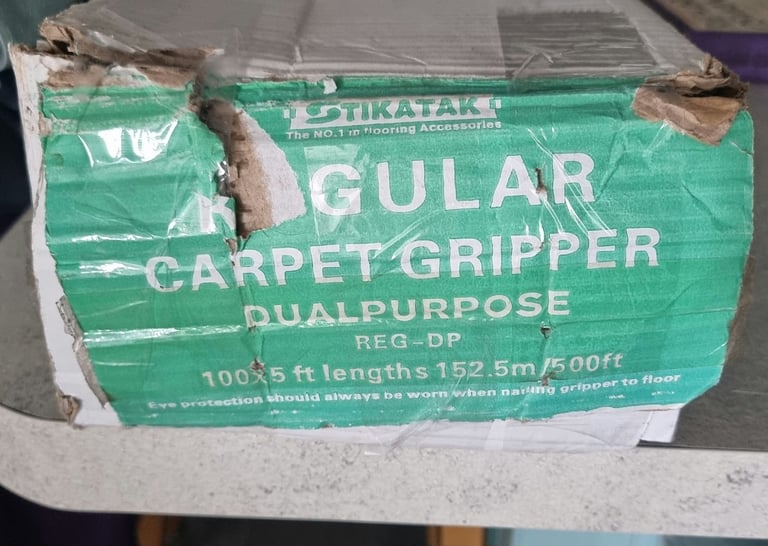 STIKATAK
The NO.1 in flooring Accessories
R GULAR
CARPET GRIPPER
DUALPURPOSE
REG-DP
100x5 ft lengths 152.5m/500ft
Eye protection should always be worn when nailing gripper to floor